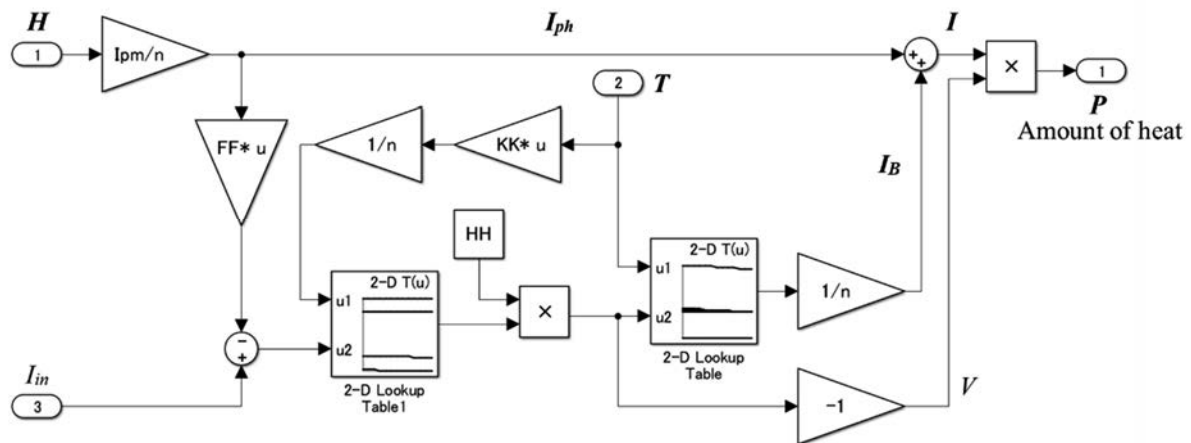 H
1
Ipm/n
Iph
I
++
×
1
P
Amount of heat
2
T
FF* u
1/n
KK* u
IB
HH
2-D T(u)
u1
u2
2-D Lookup
Table1
×
2-D T(u)
u1
u2
2-D Lookup
Table
1/n
-
+
Iin
3
-1
V